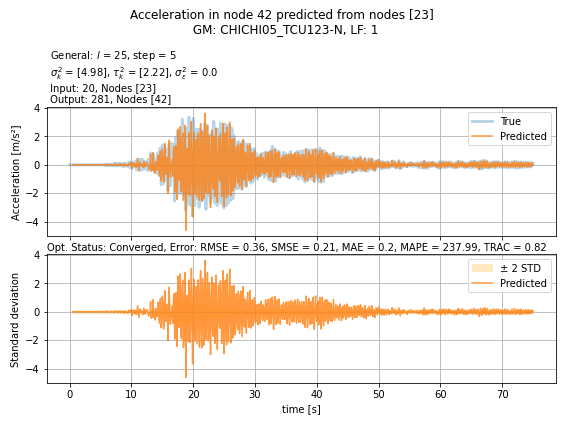 Acceleration in node 42 predicted from nodes [23]
GM: CHICHI05_TCU123-N, LF: 1
General: l = 25, step = 5
σ²ₖ = [4.98], τ²ₖ = [2.22], σ²ε = 0.0
Input: 20, Nodes [23]
Output: 281, Nodes [42]
4
2
0
−2
−4
Acceleration [m/s²]
True
Predicted
Opt. Status: Converged, Error: RMSE = 0.36, SMSE = 0.21, MAE = 0.2, MAPE = 237.99, TRAC = 0.82
4
2
0
−2
−4
Standard deviation
± 2 STD
Predicted
0 10 20 30 40 50 60 70
time [s]